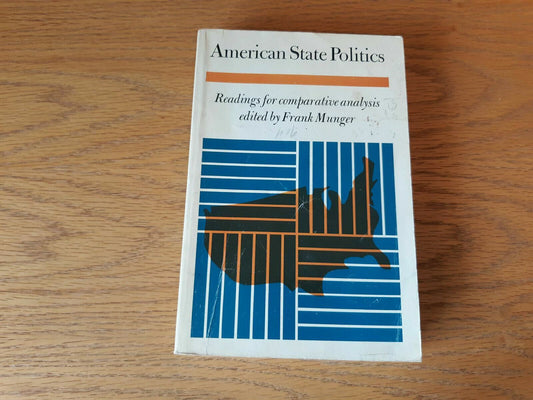 American State Politics
Readings for comparative analysis
edited by Frank Munger